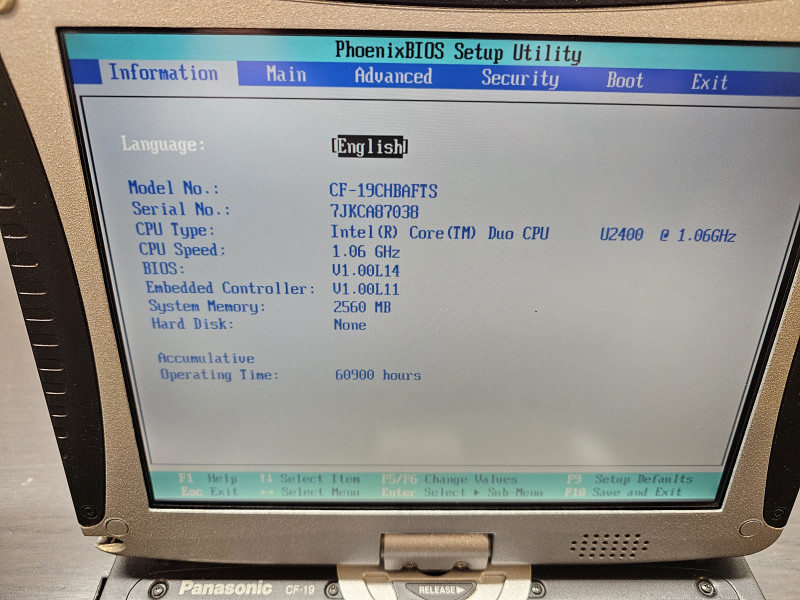 PhoenixBIOS Setup Utility
Information Main Advanced Security Boot Exit
Language: [English]
Model No.: CF-19CHBAFTS
Serial No.: 7JKCA87038
CPU Type: Intel(R) Core(TM) Duo CPU U2400 @ 1.06GHz
CPU Speed: 1.06 GHz
BIOS: V1.00L14
Embedded Controller: V1.00L11
System Memory: 2560 MB
Hard Disk: None
Accumulative
Operating Time: 60900 hours
F1 Help ↑↓ Select Item F5/F6 Change Values F9 Setup Defaults
Esc Exit ←→ Select Menu Enter Select ▶ Sub-Menu F10 Save and Exit
Panasonic CF-19 RELEASE▶